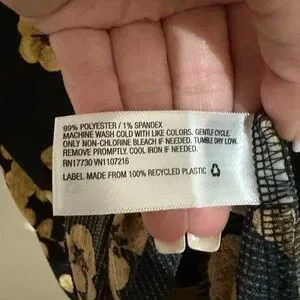 99% POLYESTER / 1% SPANDEX
MACHINE WASH COLD WITH LIKE COLORS. GENTLE CYCLE.
ONLY NON-CHLORINE BLEACH IF NEEDED. TUMBLE DRY LOW.
REMOVE PROMPTLY. COOL IRON IF NEEDED.
RN17730 VN1107216
LABEL MADE FROM 100% RECYCLED PLASTIC